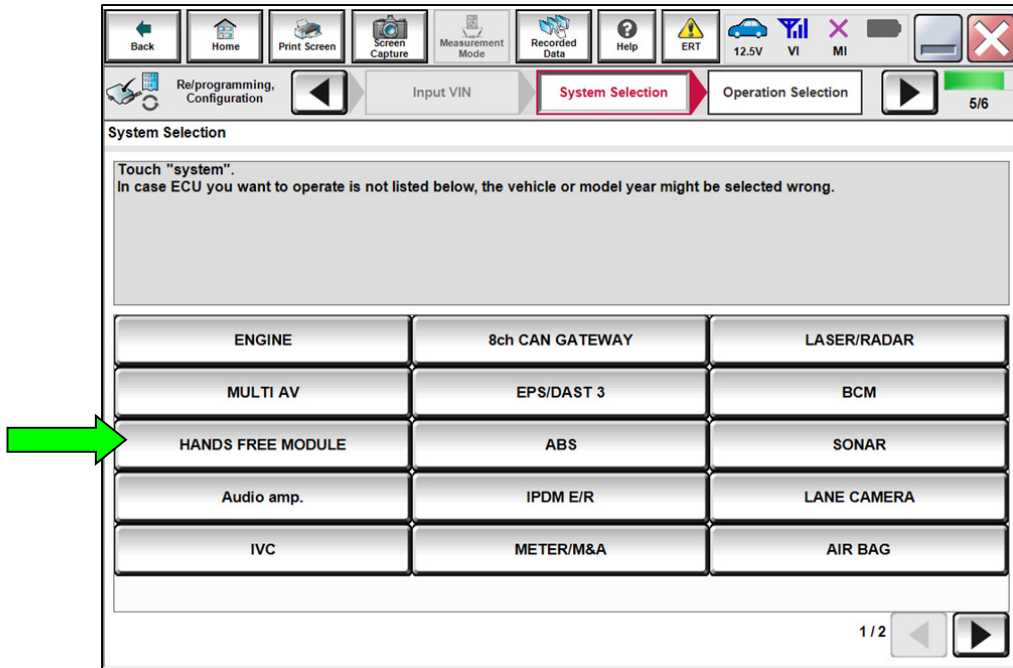 Back
Home
Print Screen
Screen
Capture
Measurement
Mode
Recorded
Data
Help
ERT
12.5V
VI
MI
Re/programming,
Configuration
Input VIN
System Selection
Operation Selection
5/6
System Selection
Touch "system".
In case ECU you want to operate is not listed below, the vehicle or model year might be selected wrong.
ENGINE
8ch CAN GATEWAY
LASER/RADAR
MULTI AV
EPS/DAST 3
BCM
HANDS FREE MODULE
ABS
SONAR
Audio amp.
IPDM E/R
LANE CAMERA
IVC
METER/M&A
AIR BAG
1 / 2